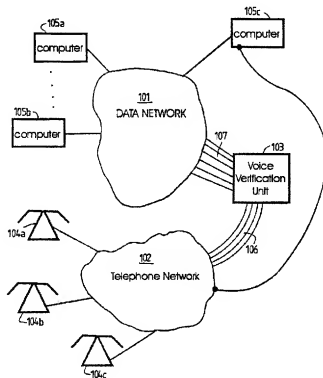 105a
105c
computer
computer
101
DATA NETWORK
105b
computer
107
103
Voice
Verification
Unit
104a
102
Telephone Network
106
104b
104c